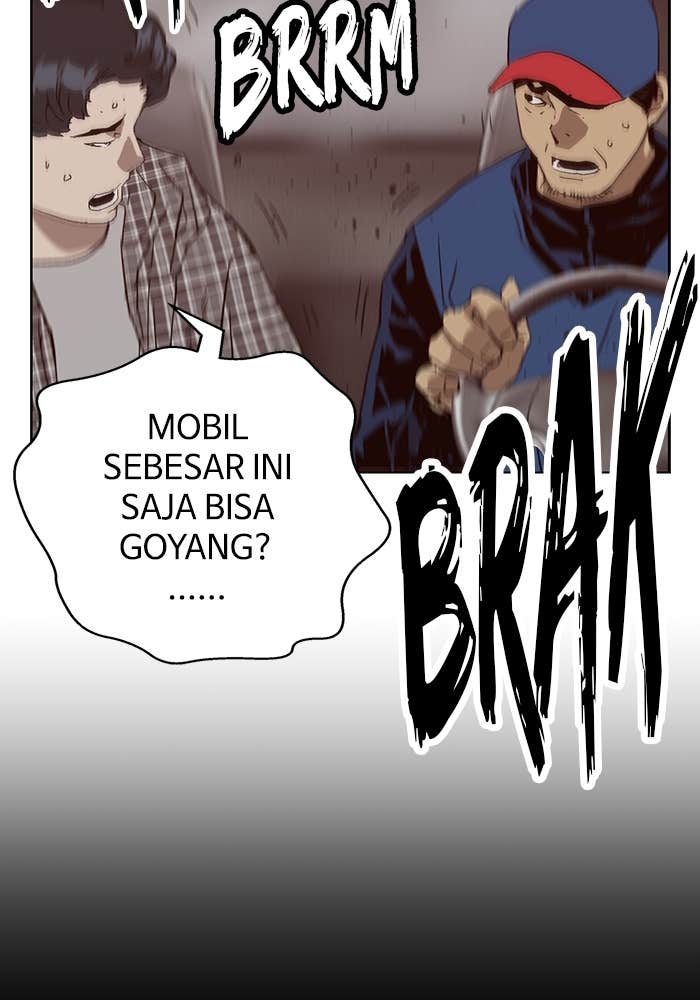 BRRM
MOBIL
SEBESAR INI
SAJA BISA
GOYANG?
......
BRAK